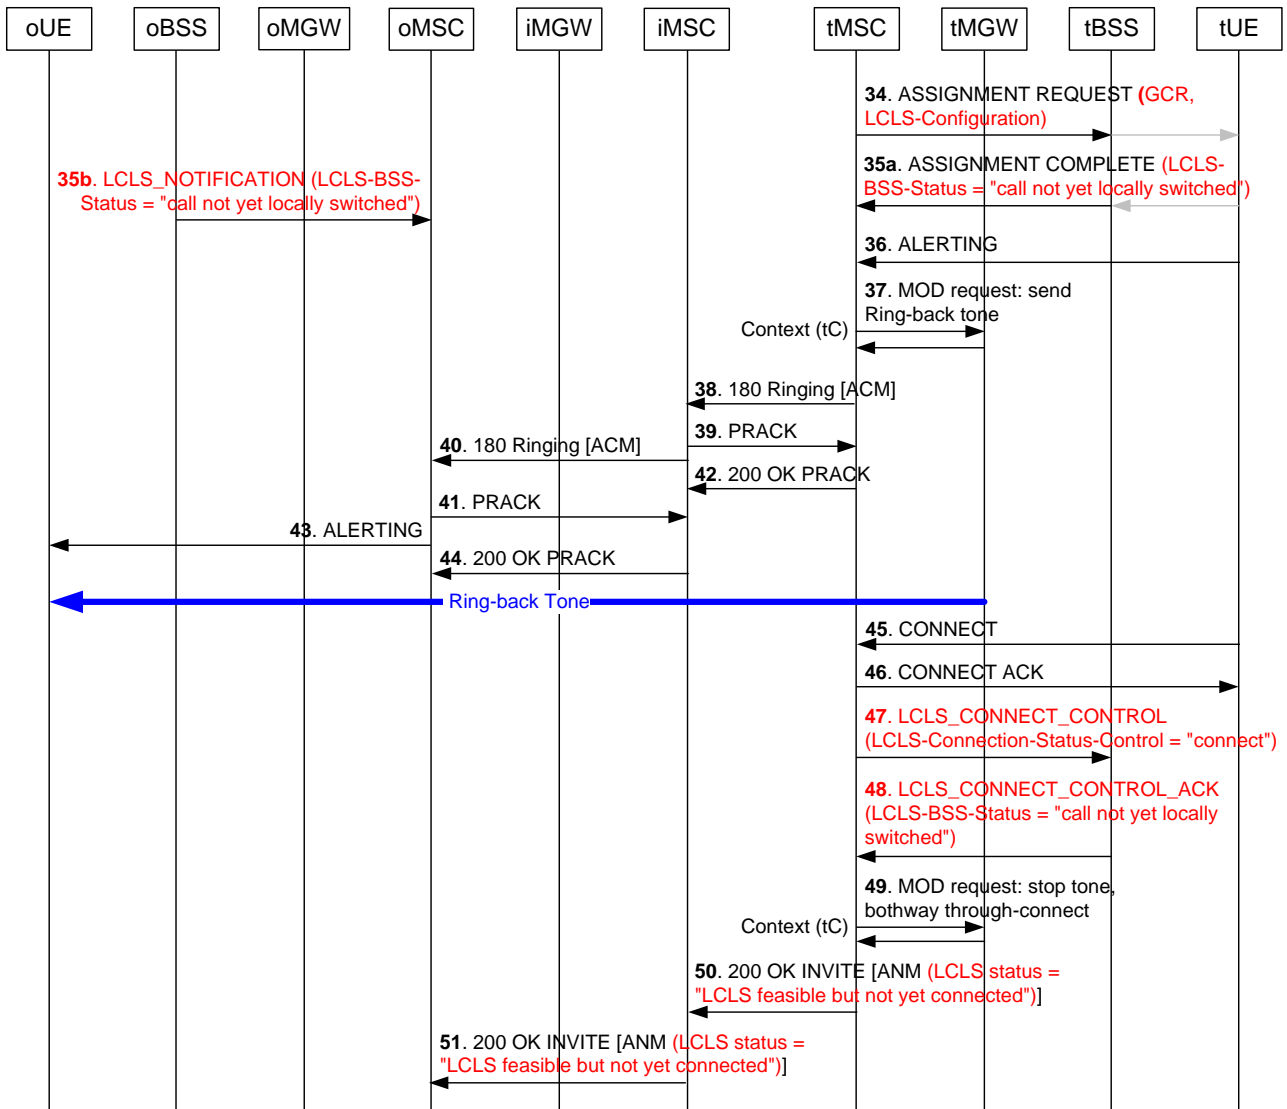 oUE oBSS oMGW oMSC iMGW iMSC tMSC tMGW tBSS tUE
34. ASSIGNMENT REQUEST (GCR,
LCLS-Configuration)
35a. ASSIGNMENT COMPLETE (LCLS-
BSS-Status = "call not yet locally switched")
35b. LCLS_NOTIFICATION (LCLS-BSS-
Status = "call not yet locally switched")
36. ALERTING
37. MOD request: send
Ring-back tone
Context (tC)
38. 180 Ringing [ACM]
39. PRACK
40. 180 Ringing [ACM]
42. 200 OK PRACK
41. PRACK
43. ALERTING
44. 200 OK PRACK
Ring-back Tone
45. CONNECT
46. CONNECT ACK
47. LCLS_CONNECT_CONTROL
(LCLS-Connection-Status-Control = "connect")
48. LCLS_CONNECT_CONTROL_ACK
(LCLS-BSS-Status = "call not yet locally
switched")
49. MOD request: stop tone,
bothway through-connect
Context (tC)
50. 200 OK INVITE [ANM (LCLS status =
"LCLS feasible but not yet connected")]
51. 200 OK INVITE [ANM (LCLS status =
"LCLS feasible but not yet connected")]